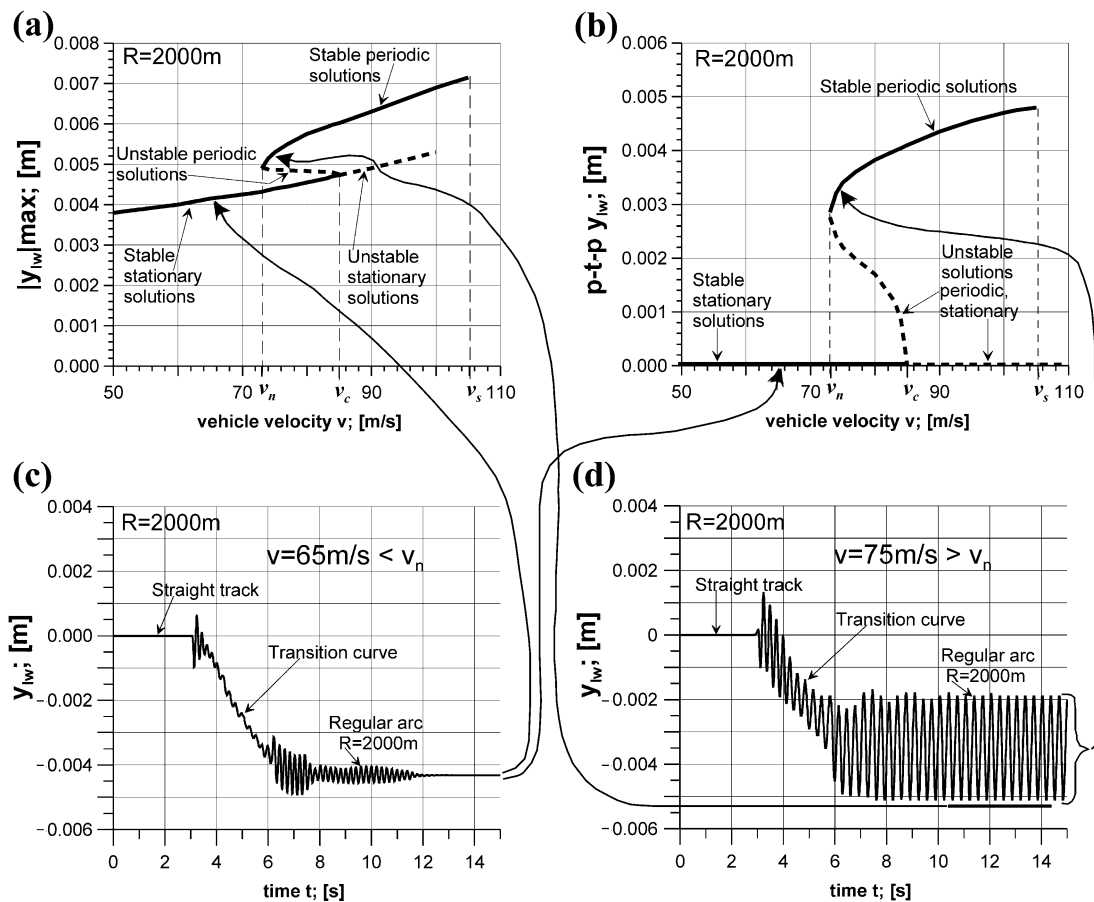 (a)
R=2000m
Stable periodic
solutions
Unstable periodic
solutions
Stable
stationary
solutions
Unstable
stationary
solutions
|y_lw|max; [m]
0.008
0.007
0.006
0.005
0.004
0.003
0.002
0.001
0.000
50 70 v_n v_c 90 v_s 110
vehicle velocity v; [m/s]
(b)
R=2000m
Stable periodic solutions
Stable
stationary
solutions
Unstable
solutions
periodic,
stationary
p-t-p y_lw; [m]
0.006
0.005
0.004
0.003
0.002
0.001
0.000
50 70 v_n v_c 90 v_s 110
vehicle velocity v; [m/s]
(c)
R=2000m
v=65m/s < v_n
Straight track
Transition curve
Regular arc
R=2000m
y_lw; [m]
0.004
0.002
0.000
-0.002
-0.004
-0.006
0 2 4 6 8 10 12 14
time t; [s]
(d)
R=2000m
v=75m/s > v_n
Straight track
Transition curve
Regular arc
R=2000m
y_lw; [m]
0.004
0.002
0
-0.002
-0.004
-0.006
0 2 4 6 8 10 12 14
time t; [s]